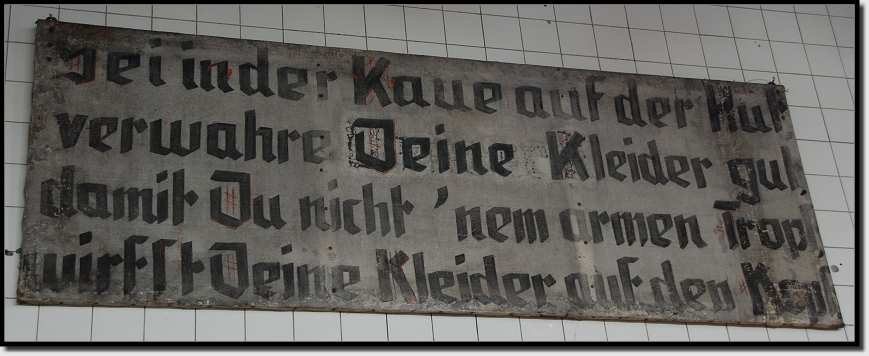 Sei in der Kaue auf der Hut
verwahre Deine Kleider gut,
damit Du nicht 'nem armen Tropf
wirfst Deine Kleider auf den Kopf